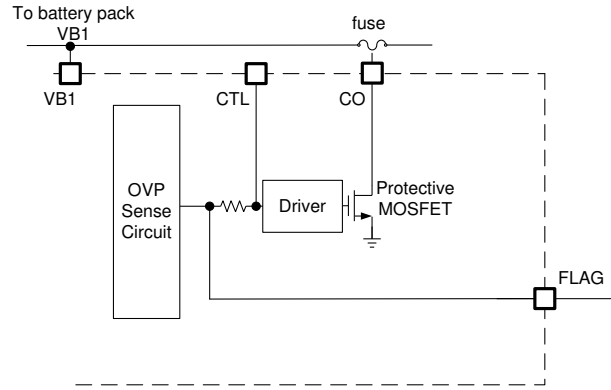 To battery pack
VB1
fuse
VB1
CTL
CO
OVP
Sense
Circuit
Driver
Protective
MOSFET
FLAG